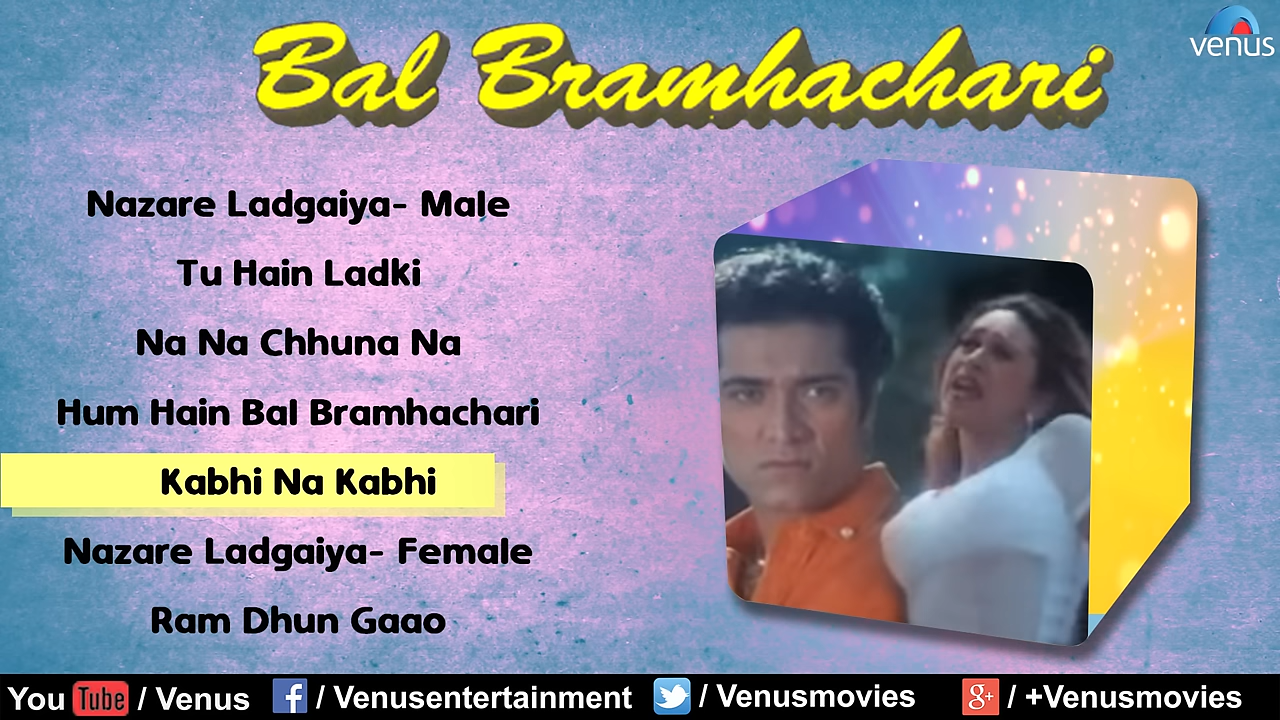 Bal Bramhachari
venus
Nazare Ladgaiya- Male
Tu Hain Ladki
Na Na Chhuna Na
Hum Hain Bal Bramhachari
Kabhi Na Kabhi
Nazare Ladgaiya- Female
Ram Dhun Gaao
You Tube / Venus f / Venusentertainment / Venusmovies g+ / +Venusmovies